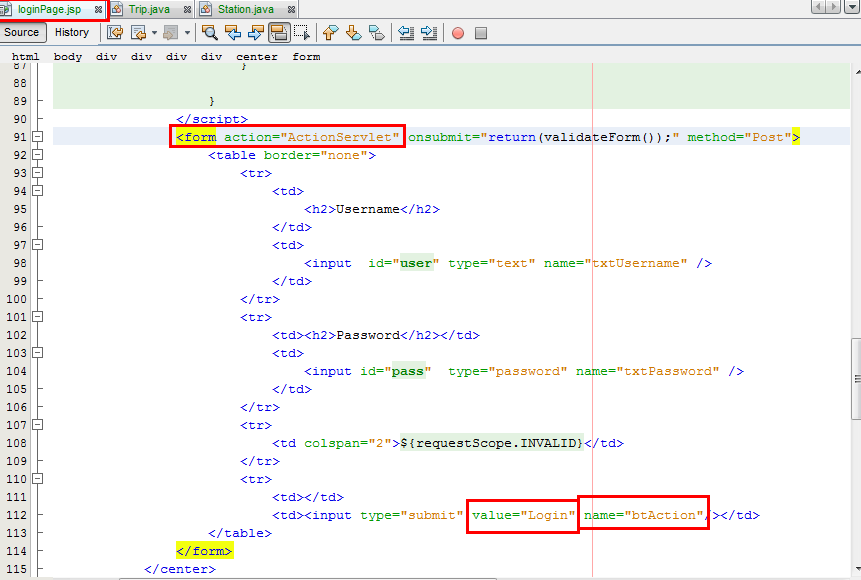 loginPage.jsp Trip.java Station.java
Source History
html body div div div div center form
87 }
88
89 }
90 </script>
91 <form action="ActionServlet" onsubmit="return(validateForm());" method="Post">
92 <table border="none">
93 <tr>
94 <td>
95 <h2>Username</h2>
96 </td>
97 <td>
98 <input  id="user" type="text" name="txtUsername" />
99 </td>
100 </tr>
101 <tr>
102 <td><h2>Password</h2></td>
103 <td>
104 <input id="pass"  type="password" name="txtPassword" />
105 </td>
106 </tr>
107 <tr>
108 <td colspan="2">${requestScope.INVALID}</td>
109 </tr>
110 <tr>
111 <td></td>
112 <td><input type="submit" value="Login" name="btAction"/></td>
113 </table>
114 </form>
115 </center>